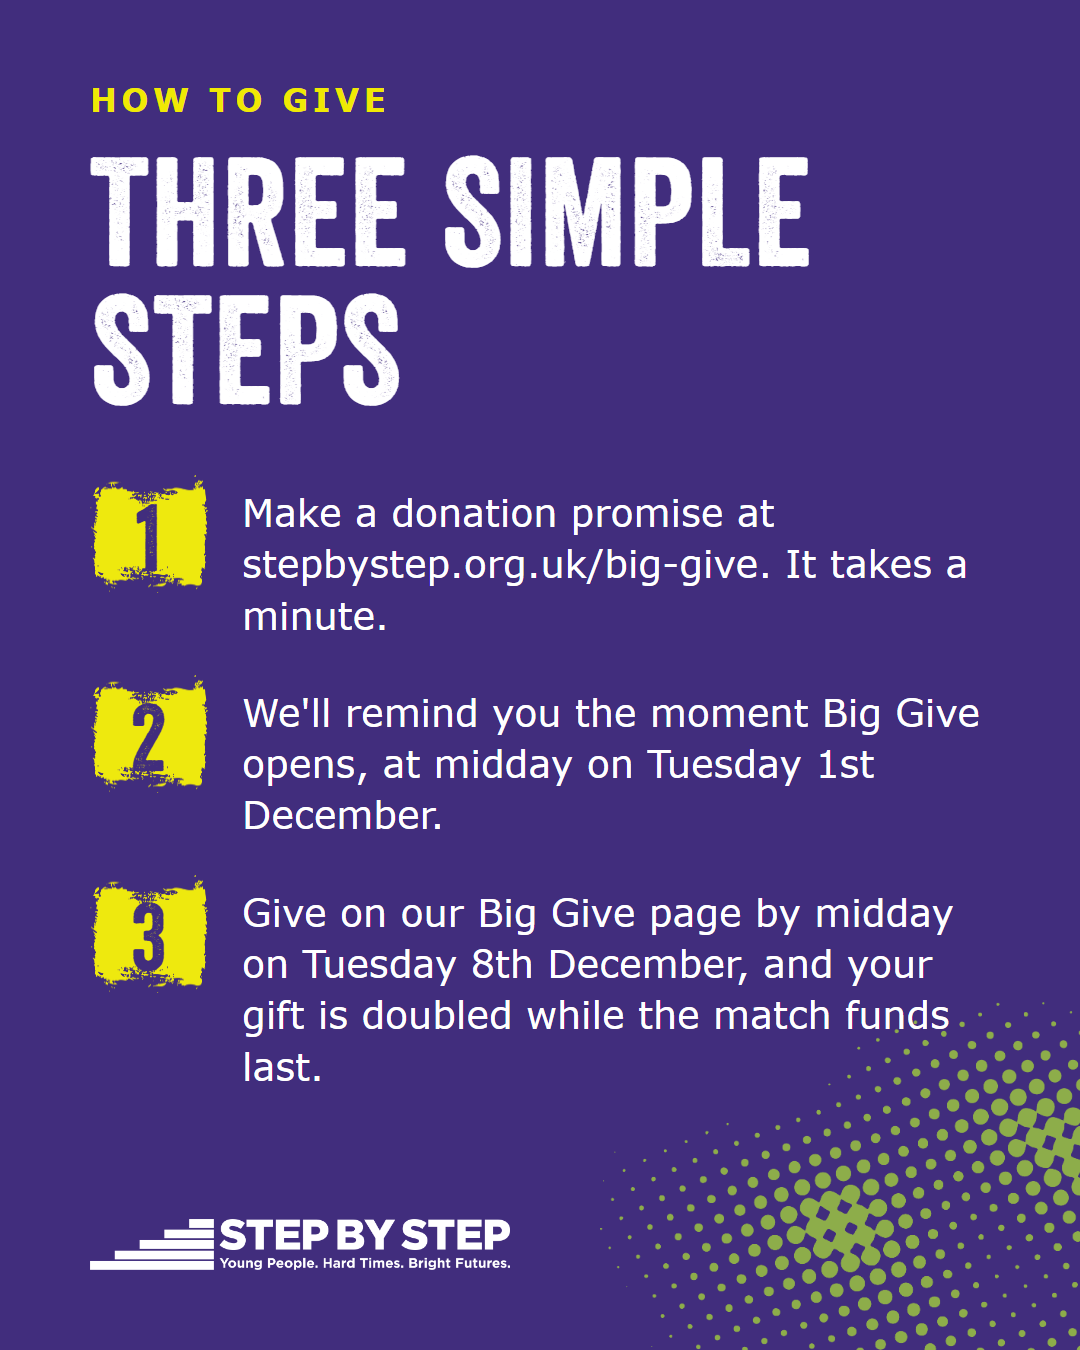 HOW TO GIVE
THREE SIMPLE
STEPS
1
Make a donation promise at
stepbystep.org.uk/big-give. It takes a
minute.
2
We'll remind you the moment Big Give
opens, at midday on Tuesday 1st
December.
3
Give on our Big Give page by midday
on Tuesday 8th December, and your
gift is doubled while the match funds
last.
STEP BY STEP
Young People. Hard Times. Bright Futures.